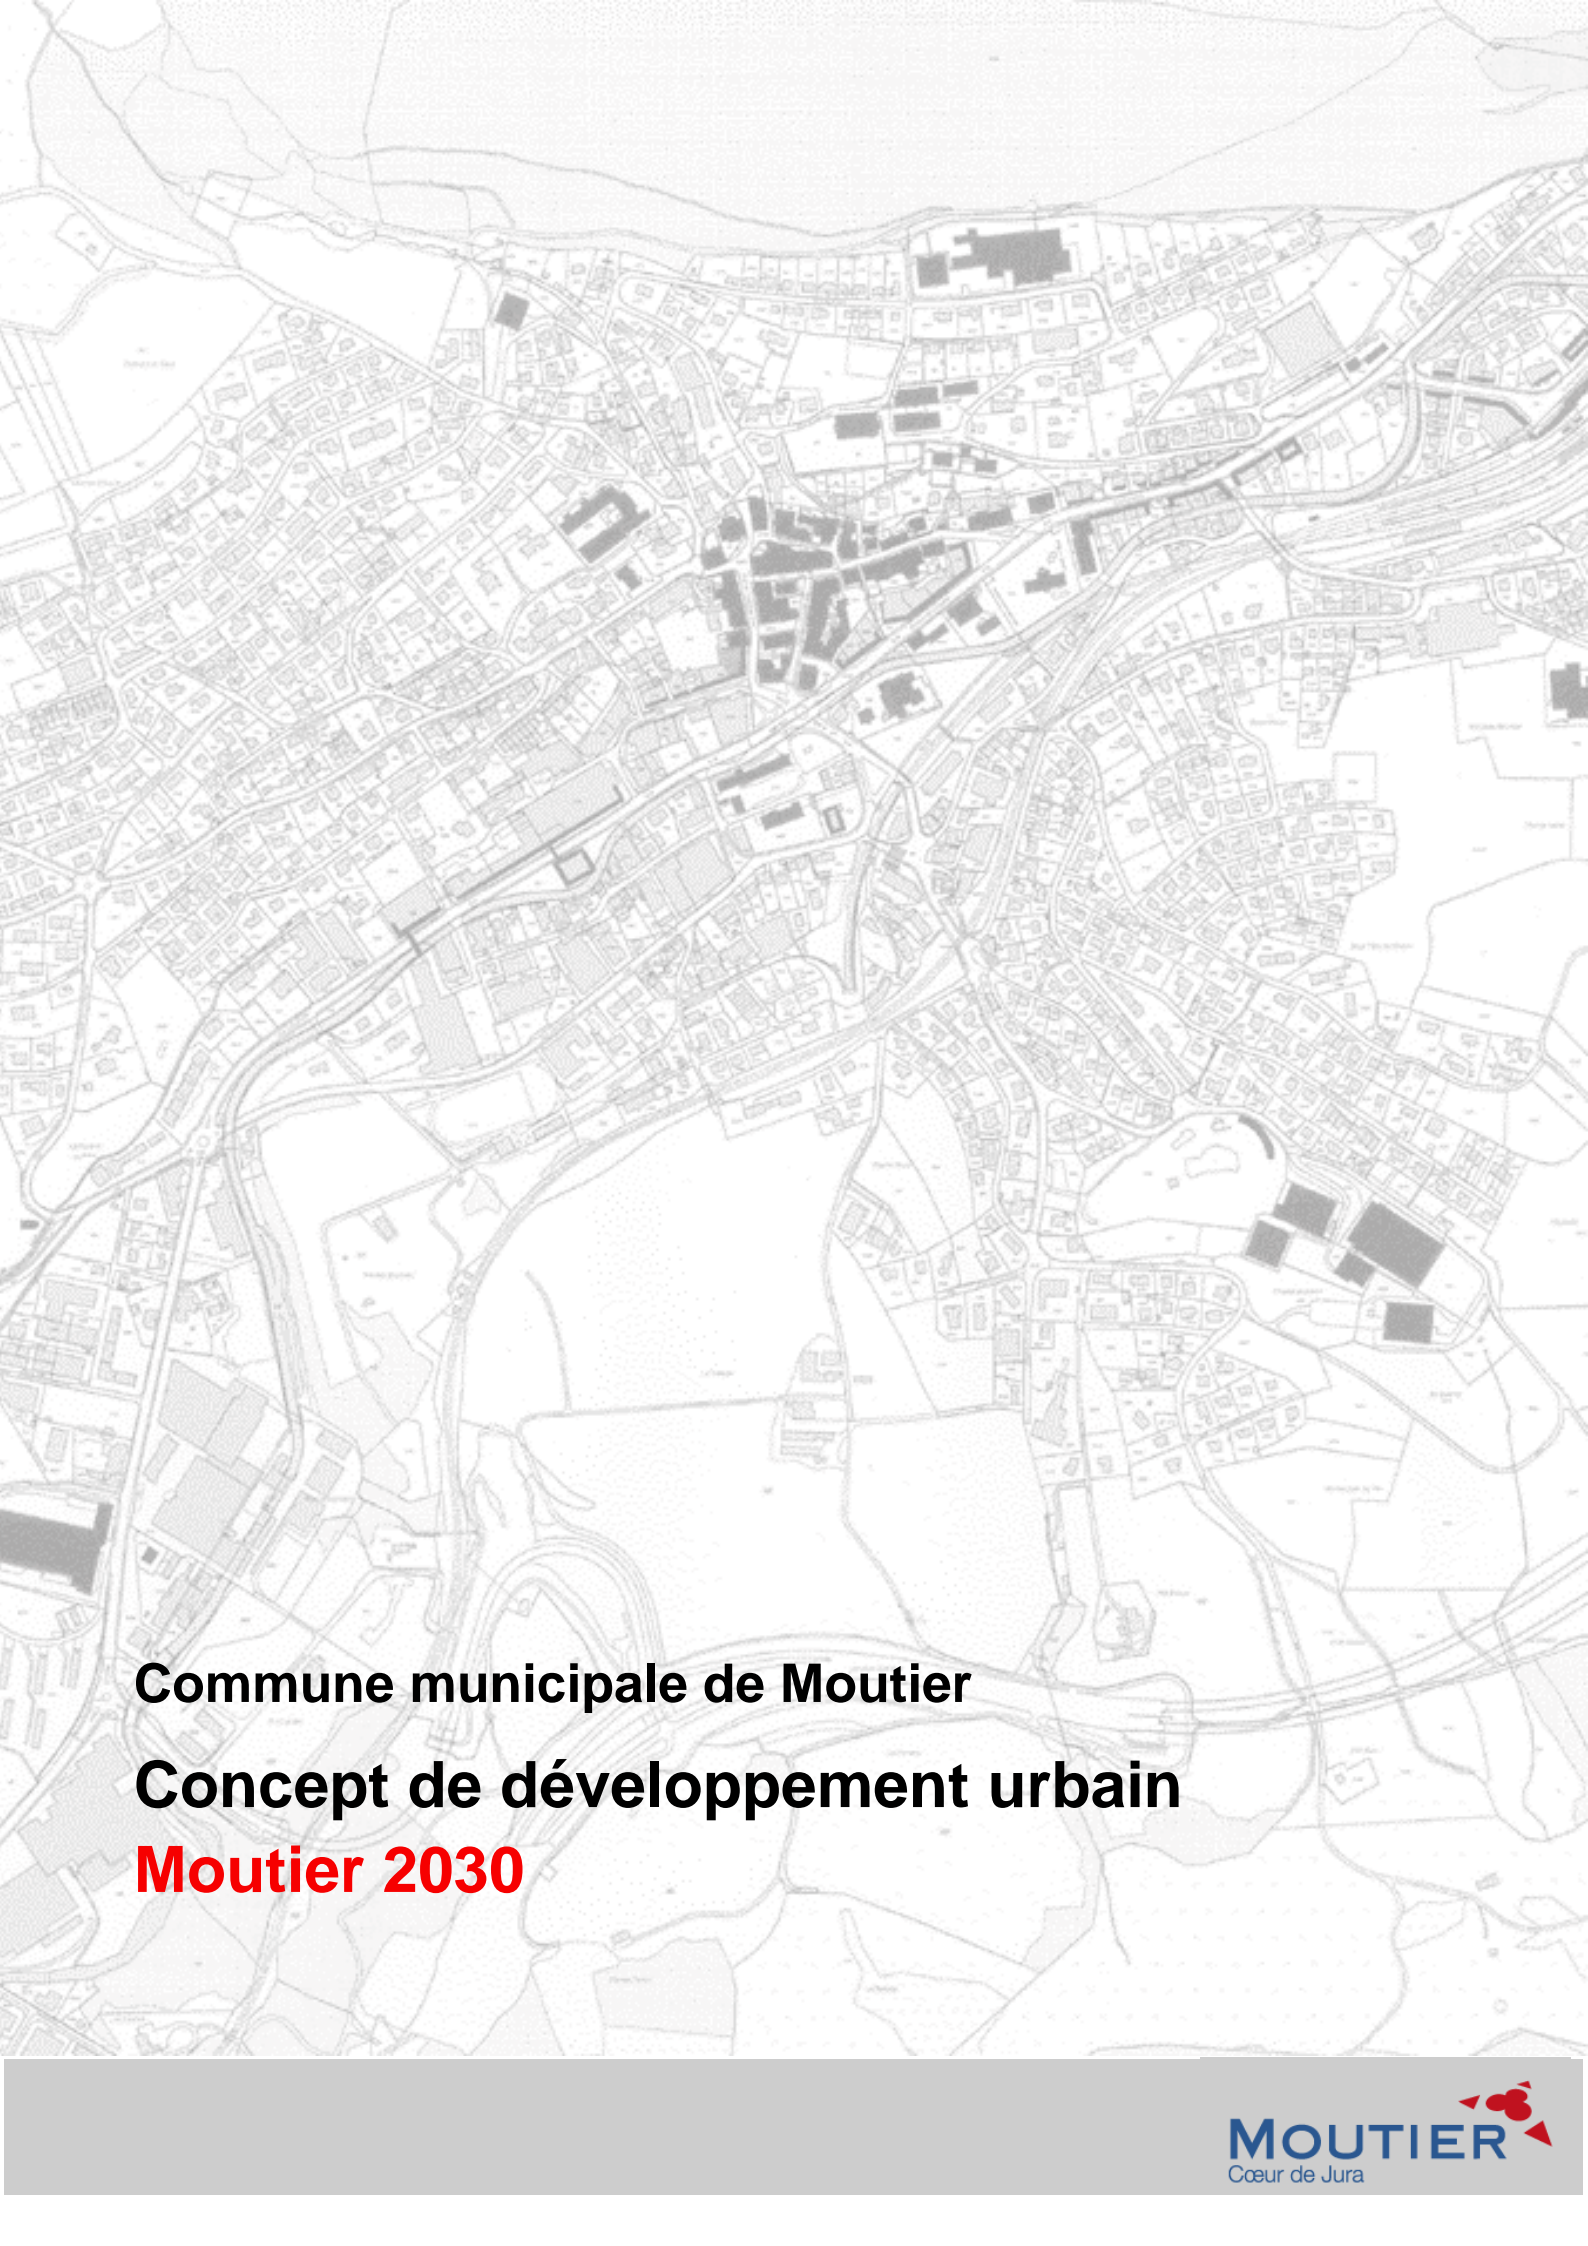 Commune municipale de Moutier
Concept de développement urbain
Moutier 2030
MOUTIER
Cœur de Jura